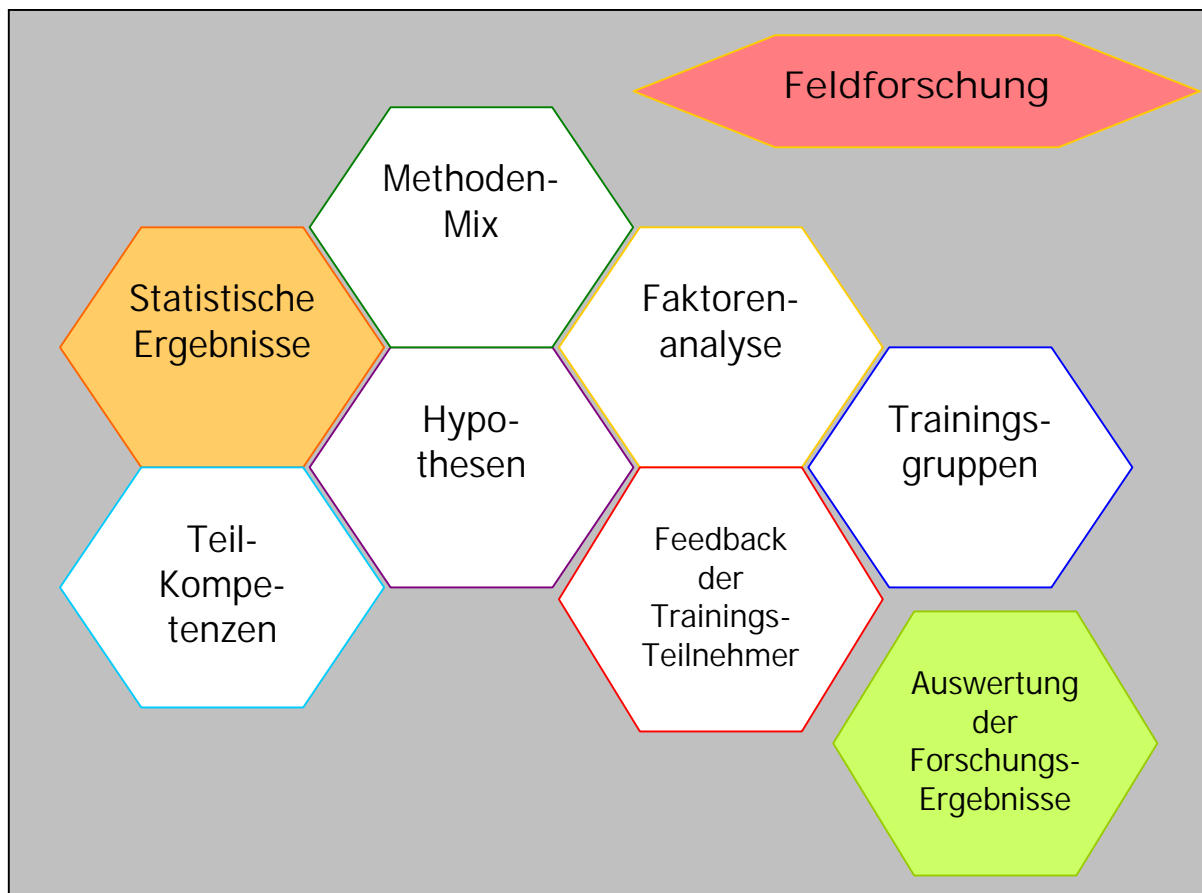 Feldforschung
Methoden-
Mix
Statistische
Ergebnisse
Faktoren-
analyse
Hypo-
thesen
Trainings-
gruppen
Teil-
Kompe-
tenzen
Feedback
der
Trainings-
Teilnehmer
Auswertung
der
Forschungs-
Ergebnisse